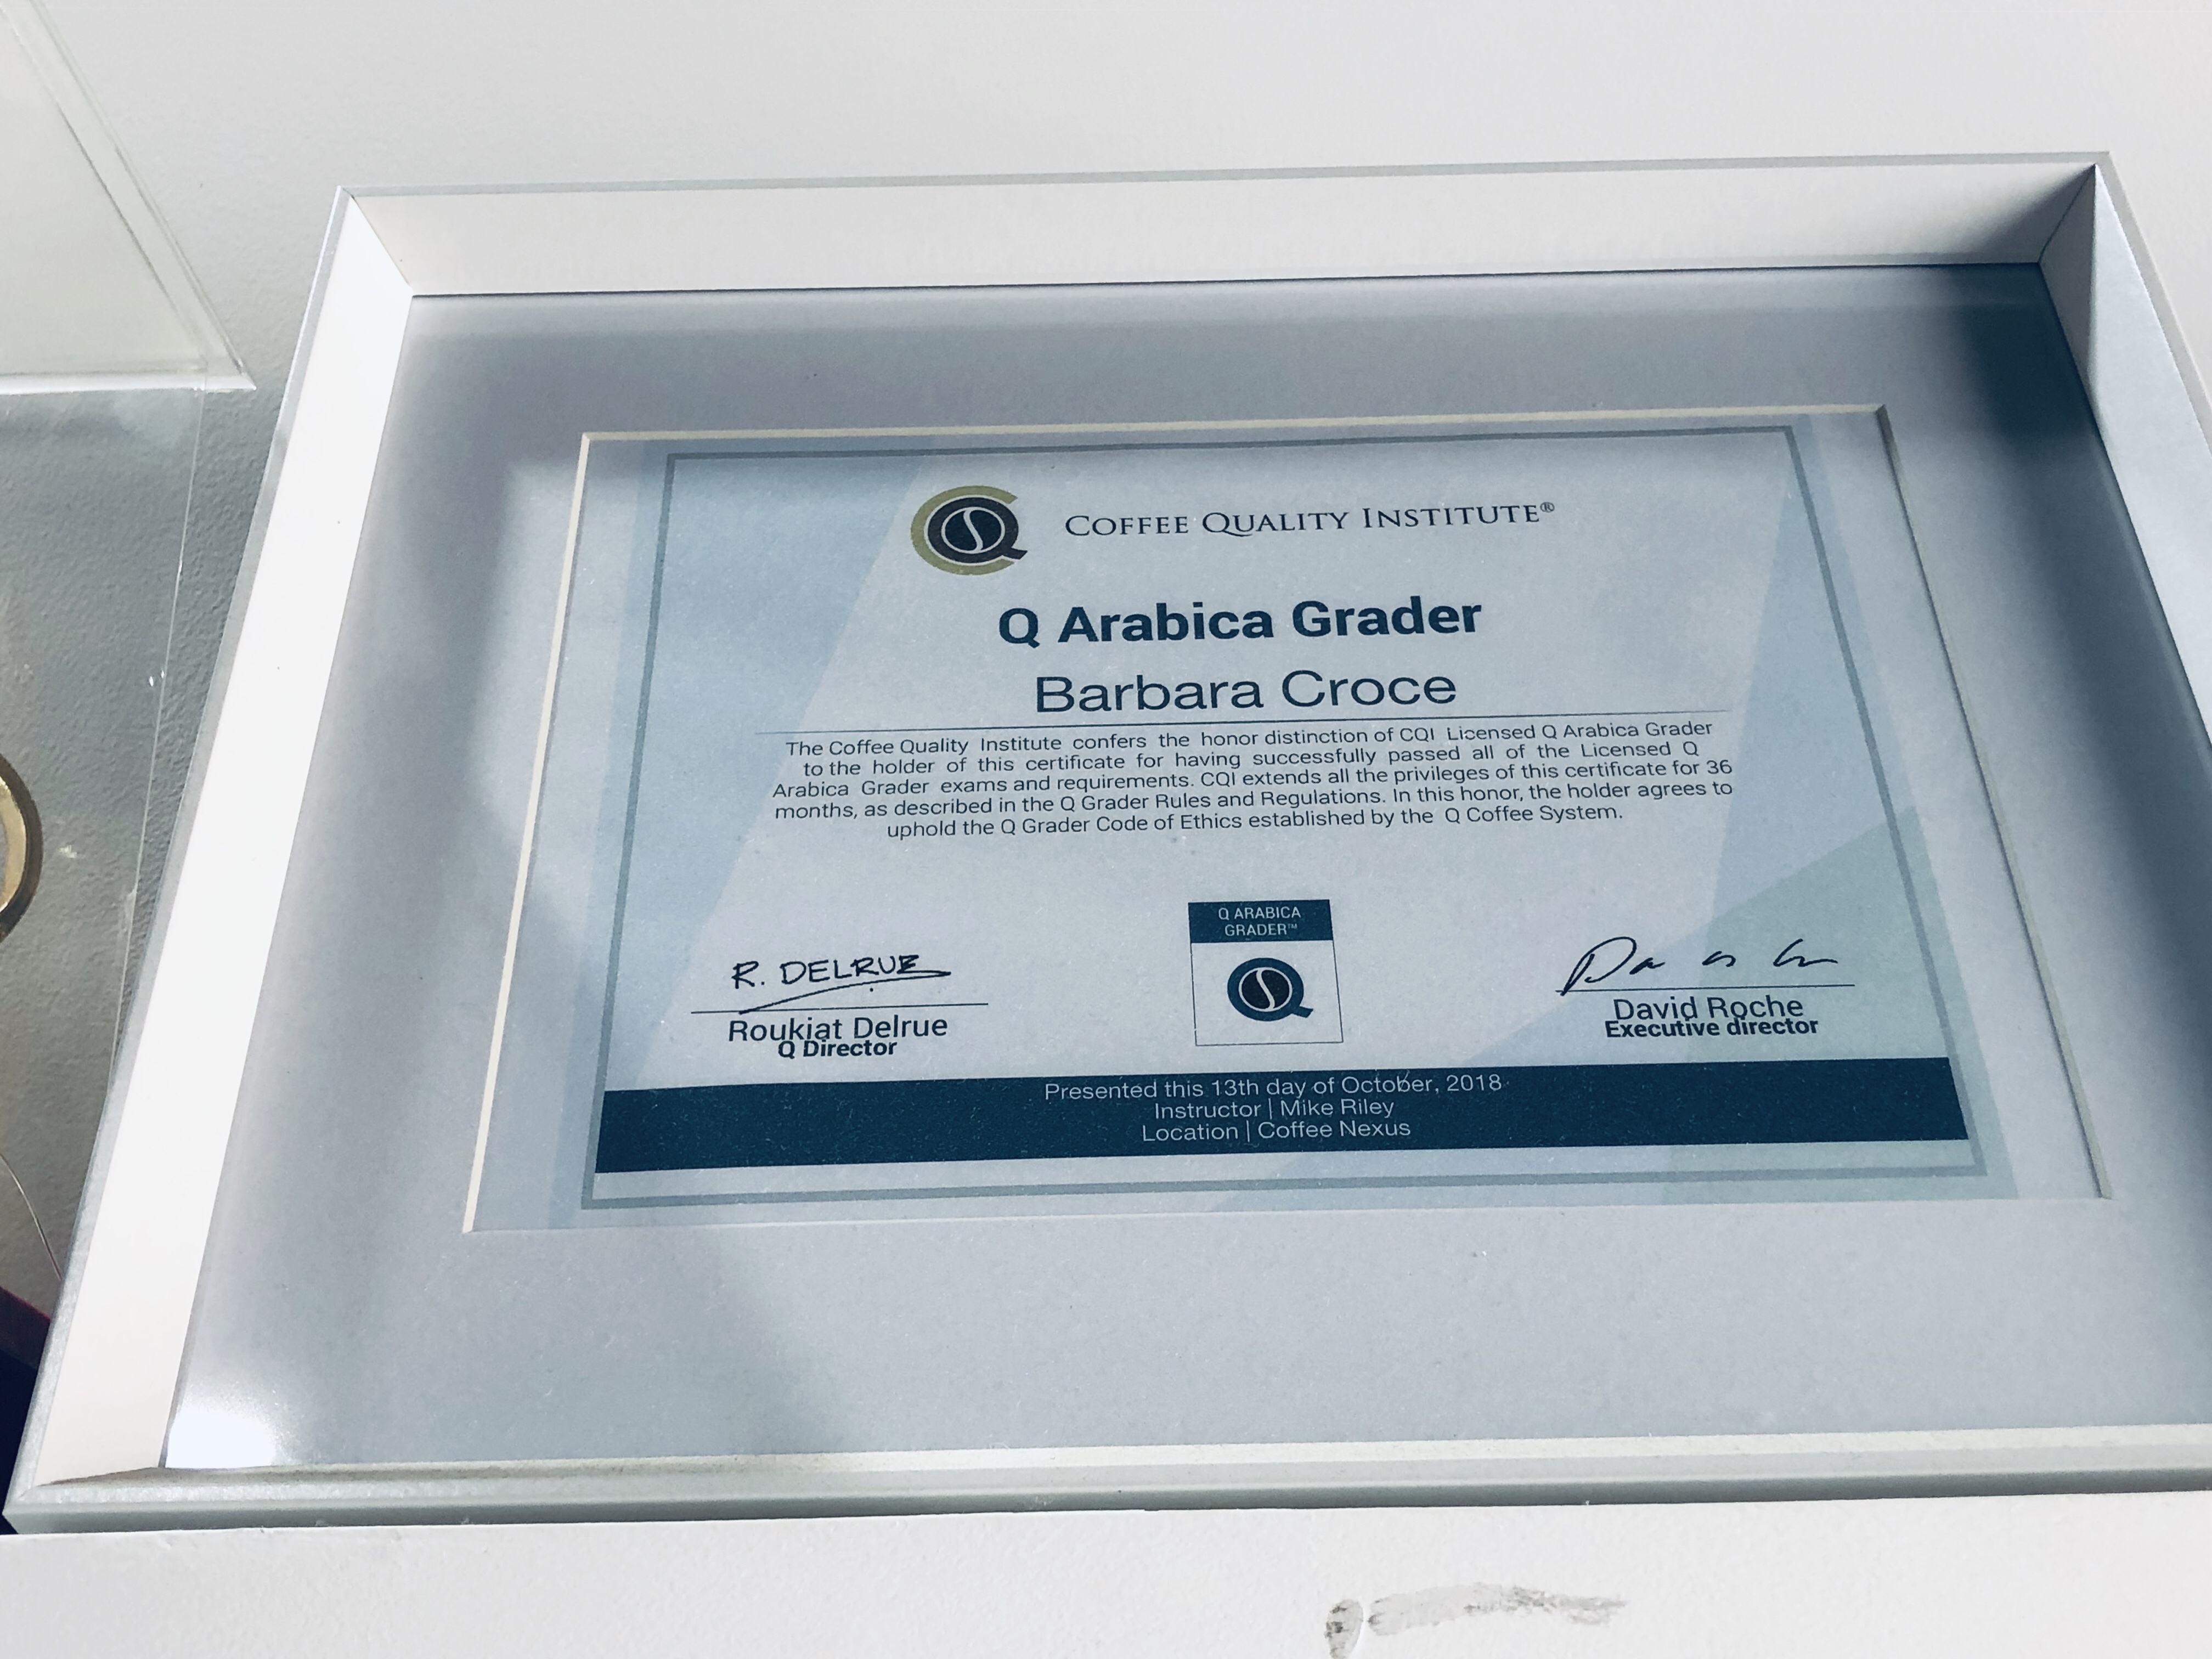 COFFEE QUALITY INSTITUTE®
Q Arabica Grader
Barbara Croce
The Coffee Quality Institute confers the honor distinction of CQI Licensed Q Arabica Grader
to the holder of this certificate for having successfully passed all of the Licensed Q
Arabica Grader exams and requirements. CQI extends all the privileges of this certificate for 36
months, as described in the Q Grader Rules and Regulations. In this honor, the holder agrees to
uphold the Q Grader Code of Ethics established by the Q Coffee System.
Q ARABICA
GRADER™
R. DELRUE
Roukiat Delrue
Q Director
David Roche
Executive director
Presented this 13th day of October, 2018
Instructor | Mike Riley
Location | Coffee Nexus